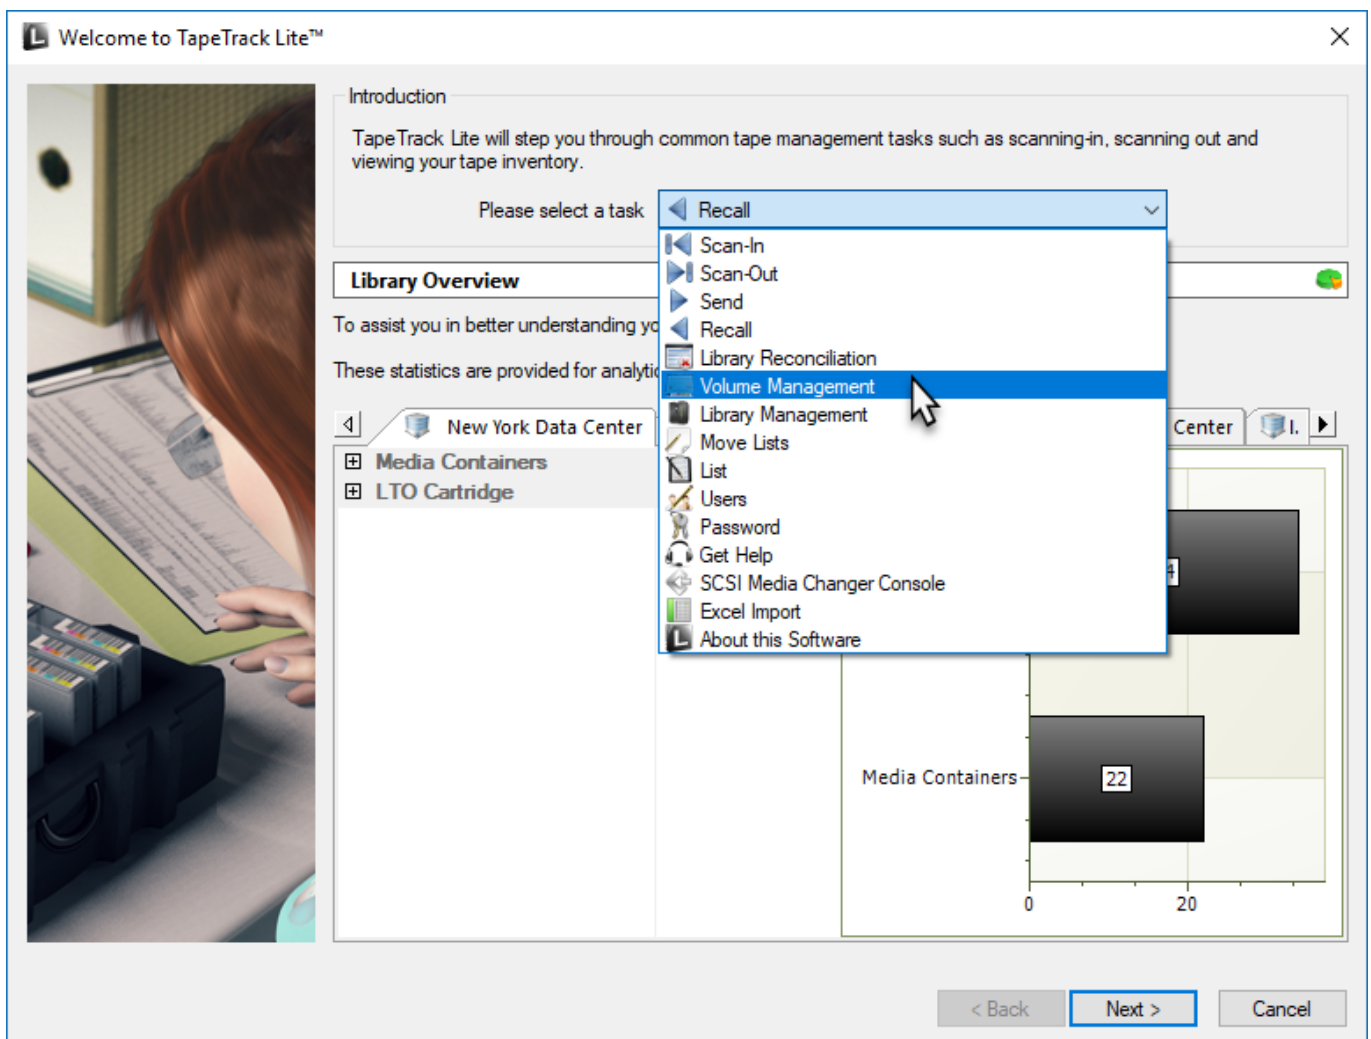 Welcome to TapeTrack Lite™
Introduction
TapeTrack Lite will step you through common tape management tasks such as scanning-in, scanning out and
viewing your tape inventory.
Please select a task
Recall
Scan-In
Scan-Out
Send
Recall
Library Reconciliation
Volume Management
Library Management
Move Lists
List
Users
Password
Get Help
SCSI Media Changer Console
Excel Import
About this Software
Library Overview
To assist you in better understanding
These statistics are provided for
New York Data Center
Center
Media Containers
LTO Cartridge
Media Containers
22
0
20
< Back
Next >
Cancel